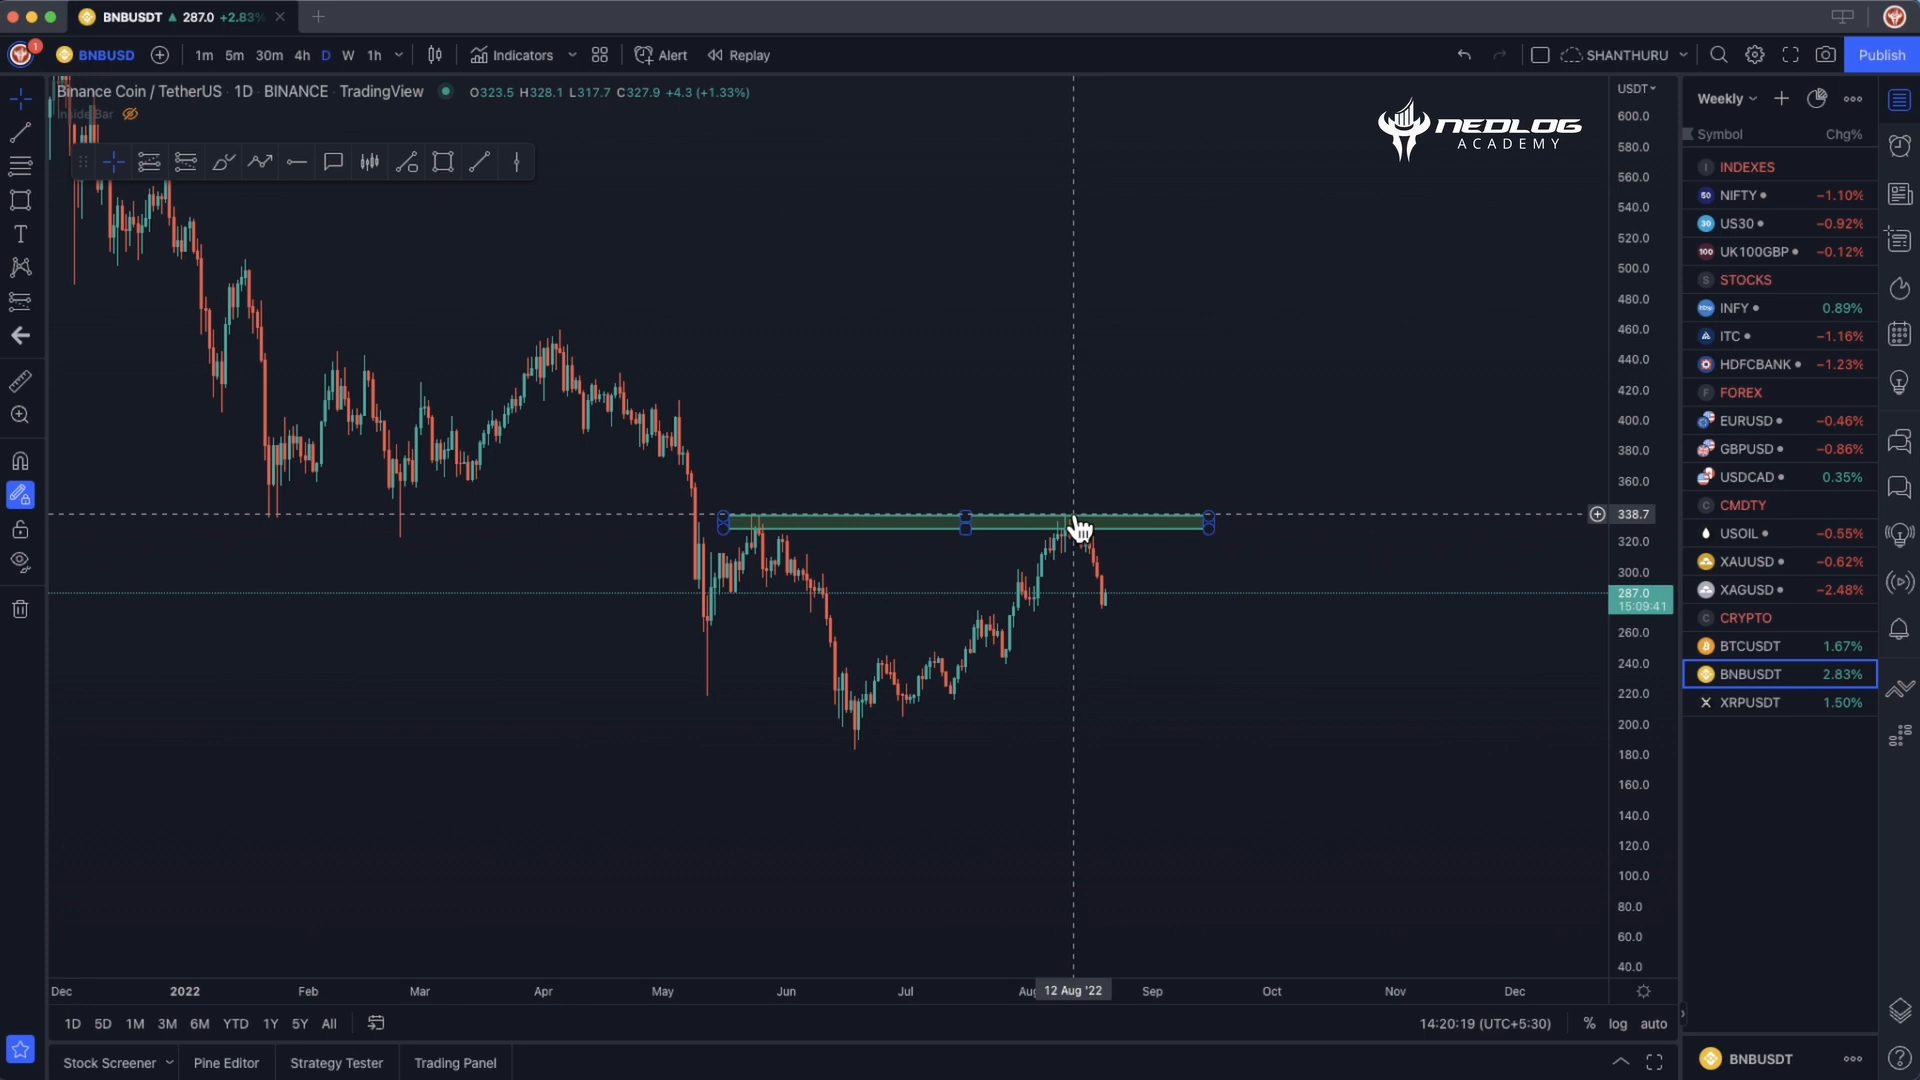 BNBUSDT ▲ 287.0 +2.83%
1
BNBUSD 1m 5m 30m 4h D W 1h Indicators Alert Replay SHANTHURU Publish
Binance Coin / TetherUS · 1D · BINANCE · TradingView O323.5 H328.1 L317.7 C327.9 +4.3 (+1.33%)
Inside Bar
NEDLOG
ACADEMY
USDT
600.0
580.0
560.0
540.0
520.0
500.0
480.0
460.0
440.0
420.0
400.0
380.0
360.0
338.7
320.0
300.0
287.0
15:09:41
260.0
240.0
220.0
200.0
180.0
160.0
140.0
120.0
100.0
80.0
60.0
40.0
Dec 2022 Feb Mar Apr May Jun Jul Aug 12 Aug '22 Sep Oct Nov Dec
1D 5D 1M 3M 6M YTD 1Y 5Y All 14:20:19 (UTC+5:30) % log auto
Stock Screener Pine Editor Strategy Tester Trading Panel
Weekly
Symbol Chg%
I INDEXES
50 NIFTY −1.10%
30 US30 −0.92%
100 UK100GBP −0.12%
S STOCKS
INFY 0.89%
ITC −1.16%
HDFCBANK −1.23%
F FOREX
EURUSD −0.46%
GBPUSD −0.86%
USDCAD 0.35%
C CMDTY
USOIL −0.55%
XAUUSD −0.62%
XAGUSD −2.48%
C CRYPTO
BTCUSDT 1.67%
BNBUSDT 2.83%
XRPUSDT 1.50%
BNBUSDT